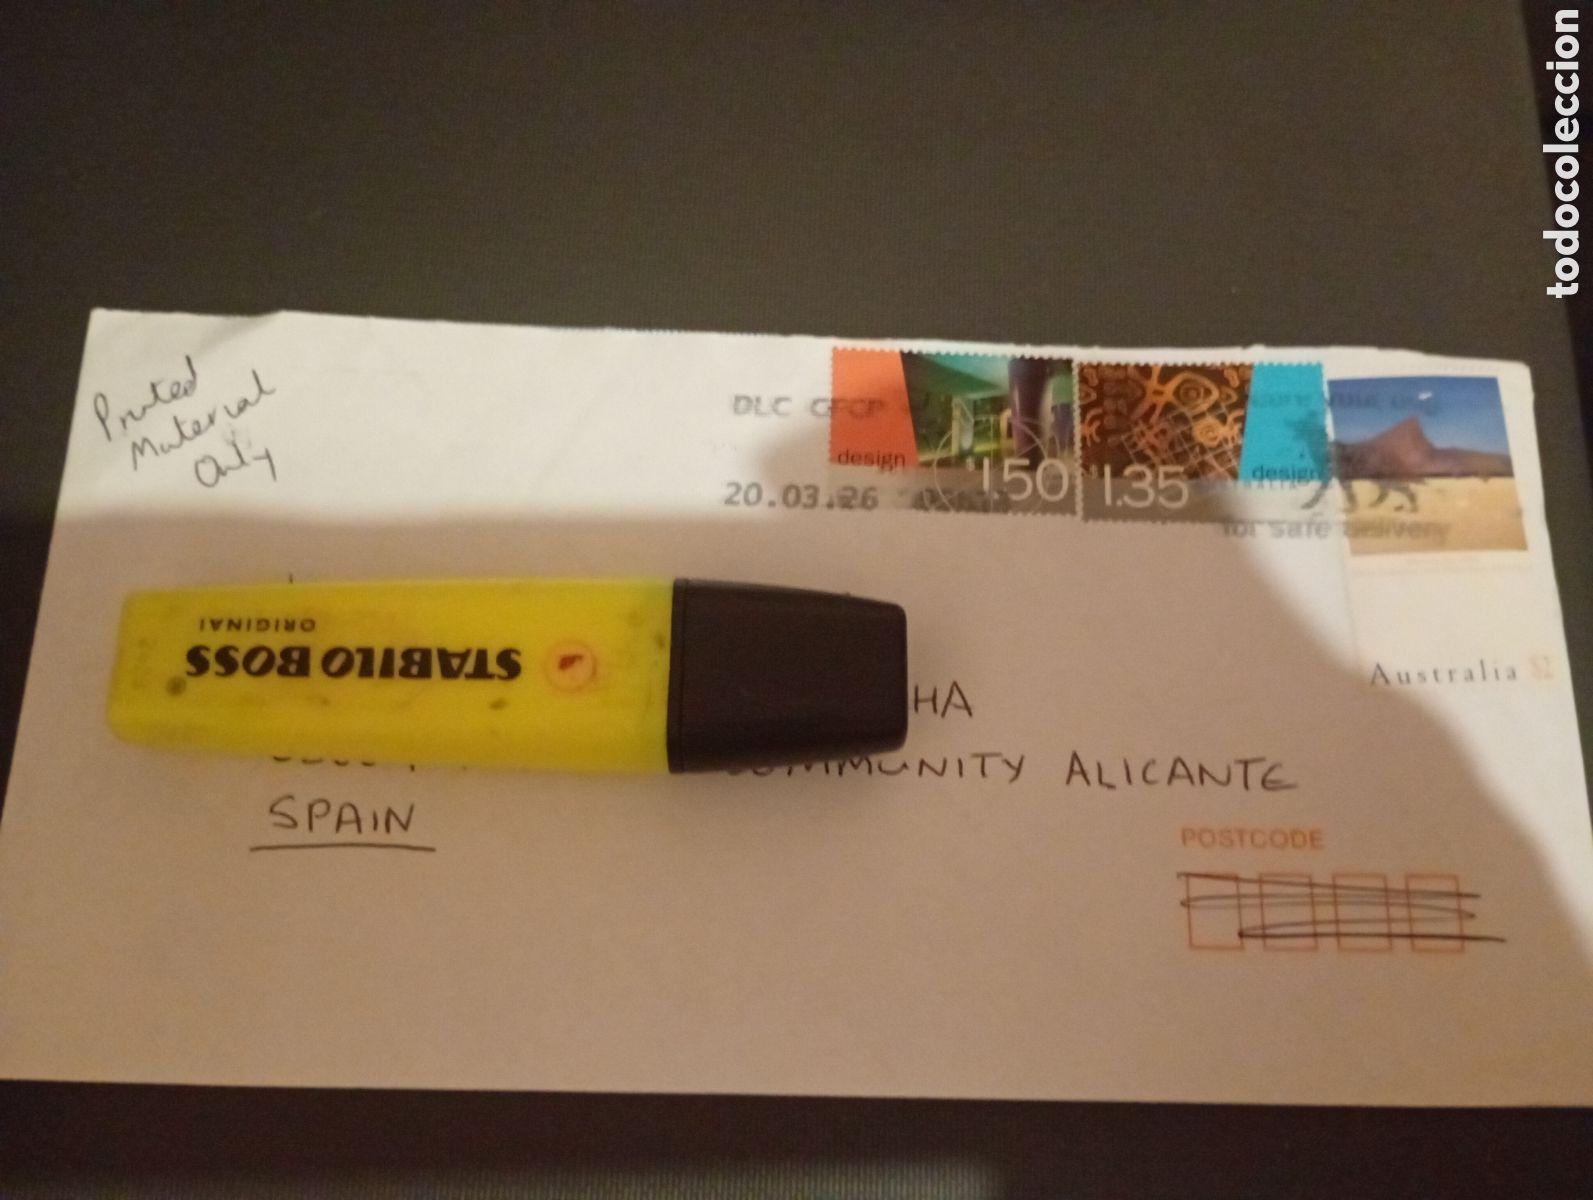 todocoleccion
Printed
Material
Only
DLC CFCP
20.03.26
design
1.50
1.35
design
for safe delivery
Australia
STABILO BOSS
ORIGINAL
HA
COMMUNITY ALICANTE
SPAIN
POSTCODE